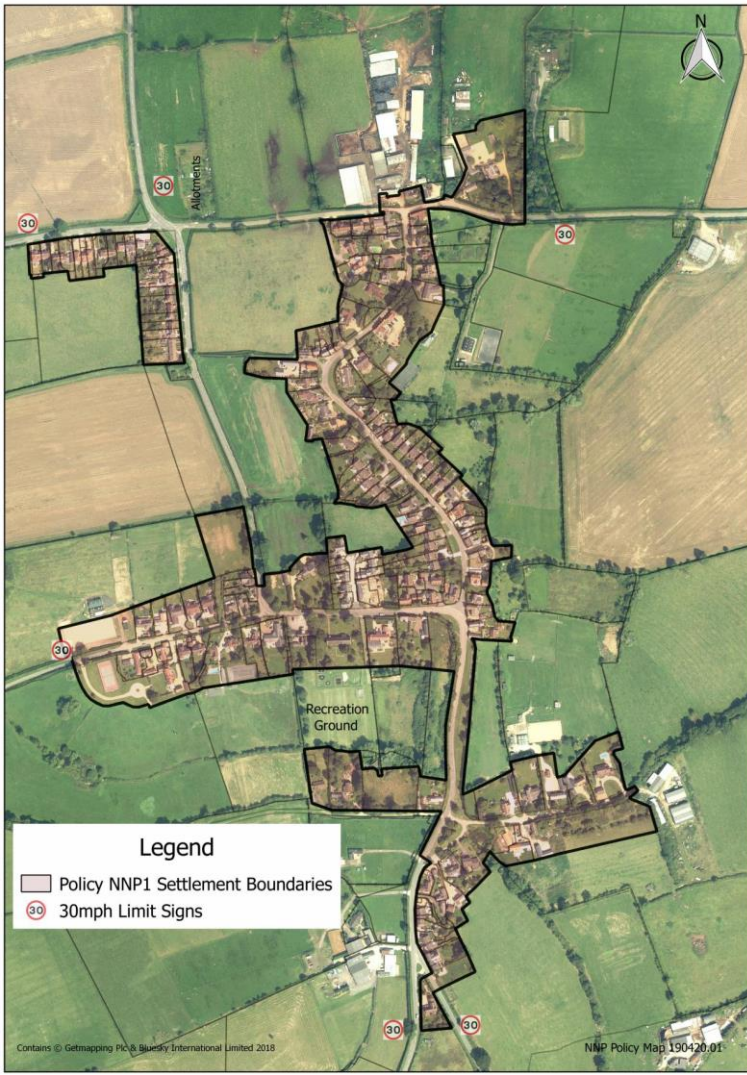 N
30
Allotments
30
30
30
Recreation
Ground
Legend
Policy NNP1 Settlement Boundaries
30 30mph Limit Signs
30
30
Contains © Getmapping Plc & Bluesky International Limited 2018
NNP Policy Map 190420.01